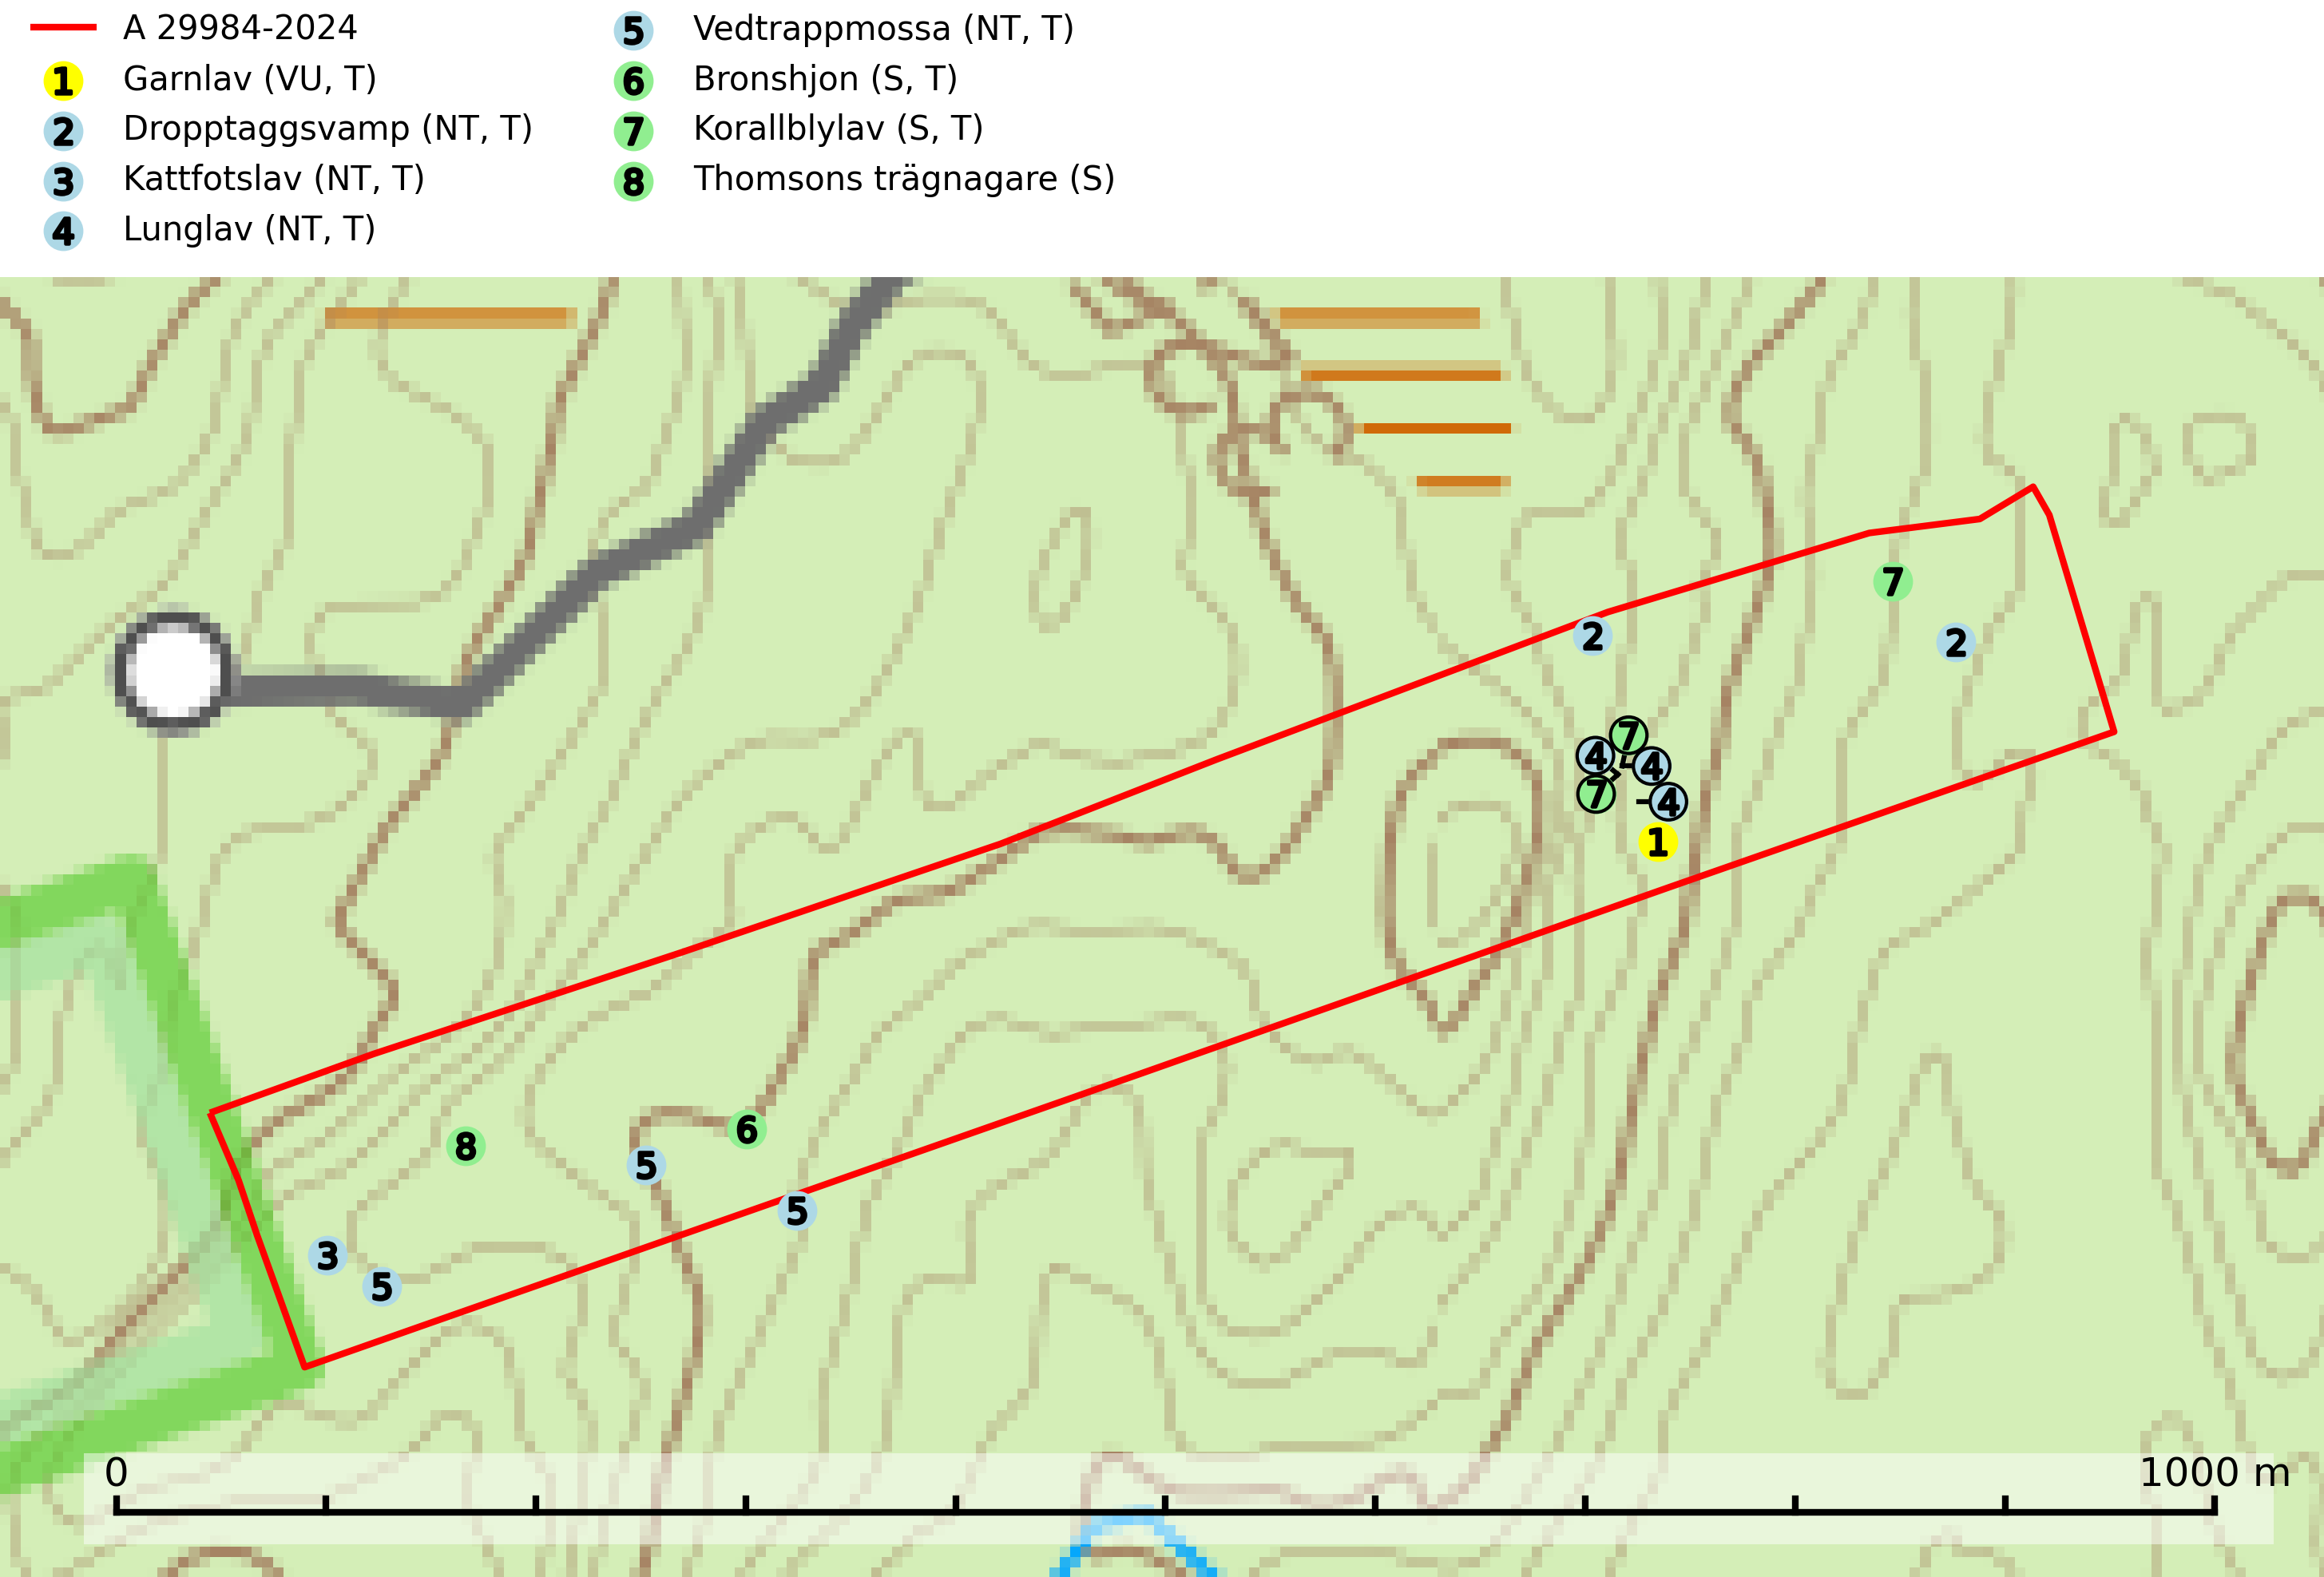 A 29984-2024
1 Garnlav (VU, T)
2 Dropptaggsvamp (NT, T)
3 Kattfotslav (NT, T)
4 Lunglav (NT, T)
5 Vedtrappmossa (NT, T)
6 Bronshjon (S, T)
7 Korallblylav (S, T)
8 Thomsons trägnagare (S)
7
2
2
7
4
4
7
4
1
6
8
5
5
3
5
0
1000 m